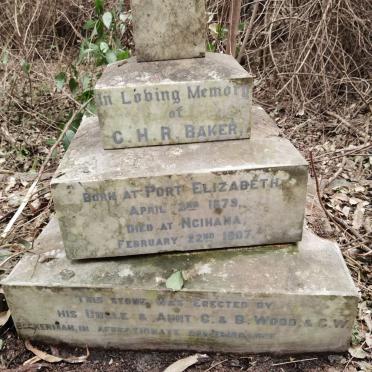 In Loving Memory
of
C. H. R. BAKER,
BORN AT PORT ELIZABETH,
APRIL 2ND 1879,
DIED AT NCIHANA,
FEBRUARY 22ND 1907.
THIS STONE WAS ERECTED BY
HIS UNCLE & AUNT C. & B. WOOD, & C. W.
BECKENHAM, IN AFFECTIONATE